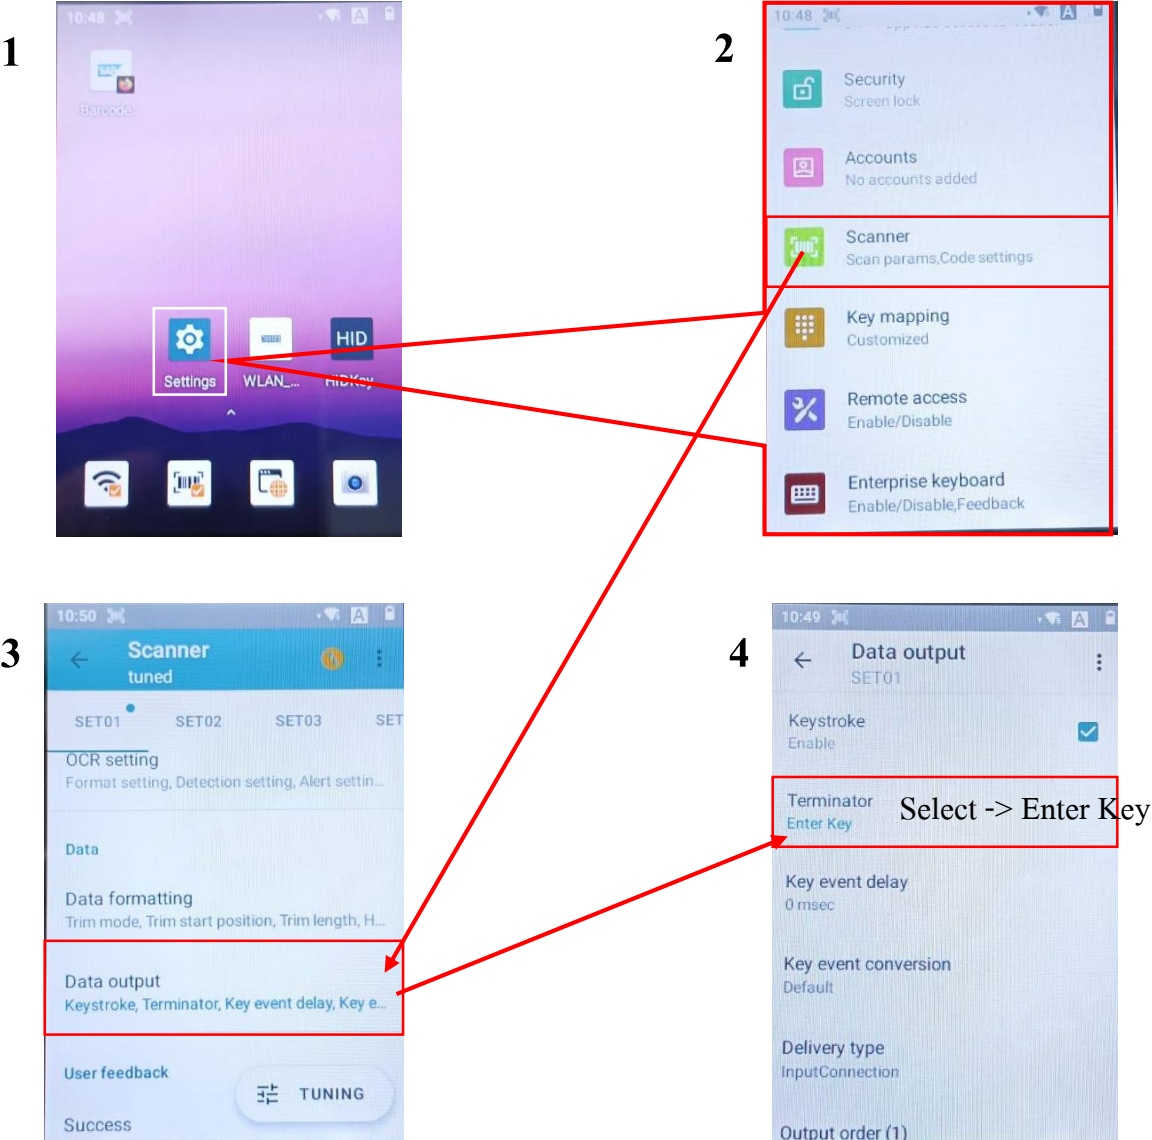 1
10:48
A
SAP
Barcode
Settings
WLAN_...
HID
HIDKey
2
10:48
A
Security
Screen lock
Accounts
No accounts added
Scanner
Scan params,Code settings
Key mapping
Customized
Remote access
Enable/Disable
Enterprise keyboard
Enable/Disable,Feedback
3
10:50
A
Scanner
tuned
SET01
SET02
SET03
SET
OCR setting
Format setting, Detection setting, Alert settin...
Data
Data formatting
Trim mode, Trim start position, Trim length, H...
Data output
Keystroke, Terminator, Key event delay, Key e...
User feedback
TUNING
Success
4
10:49
A
Data output
SET01
Keystroke
Enable
Terminator
Enter Key
Select -> Enter Key
Key event delay
0 msec
Key event conversion
Default
Delivery type
InputConnection
Output order (1)